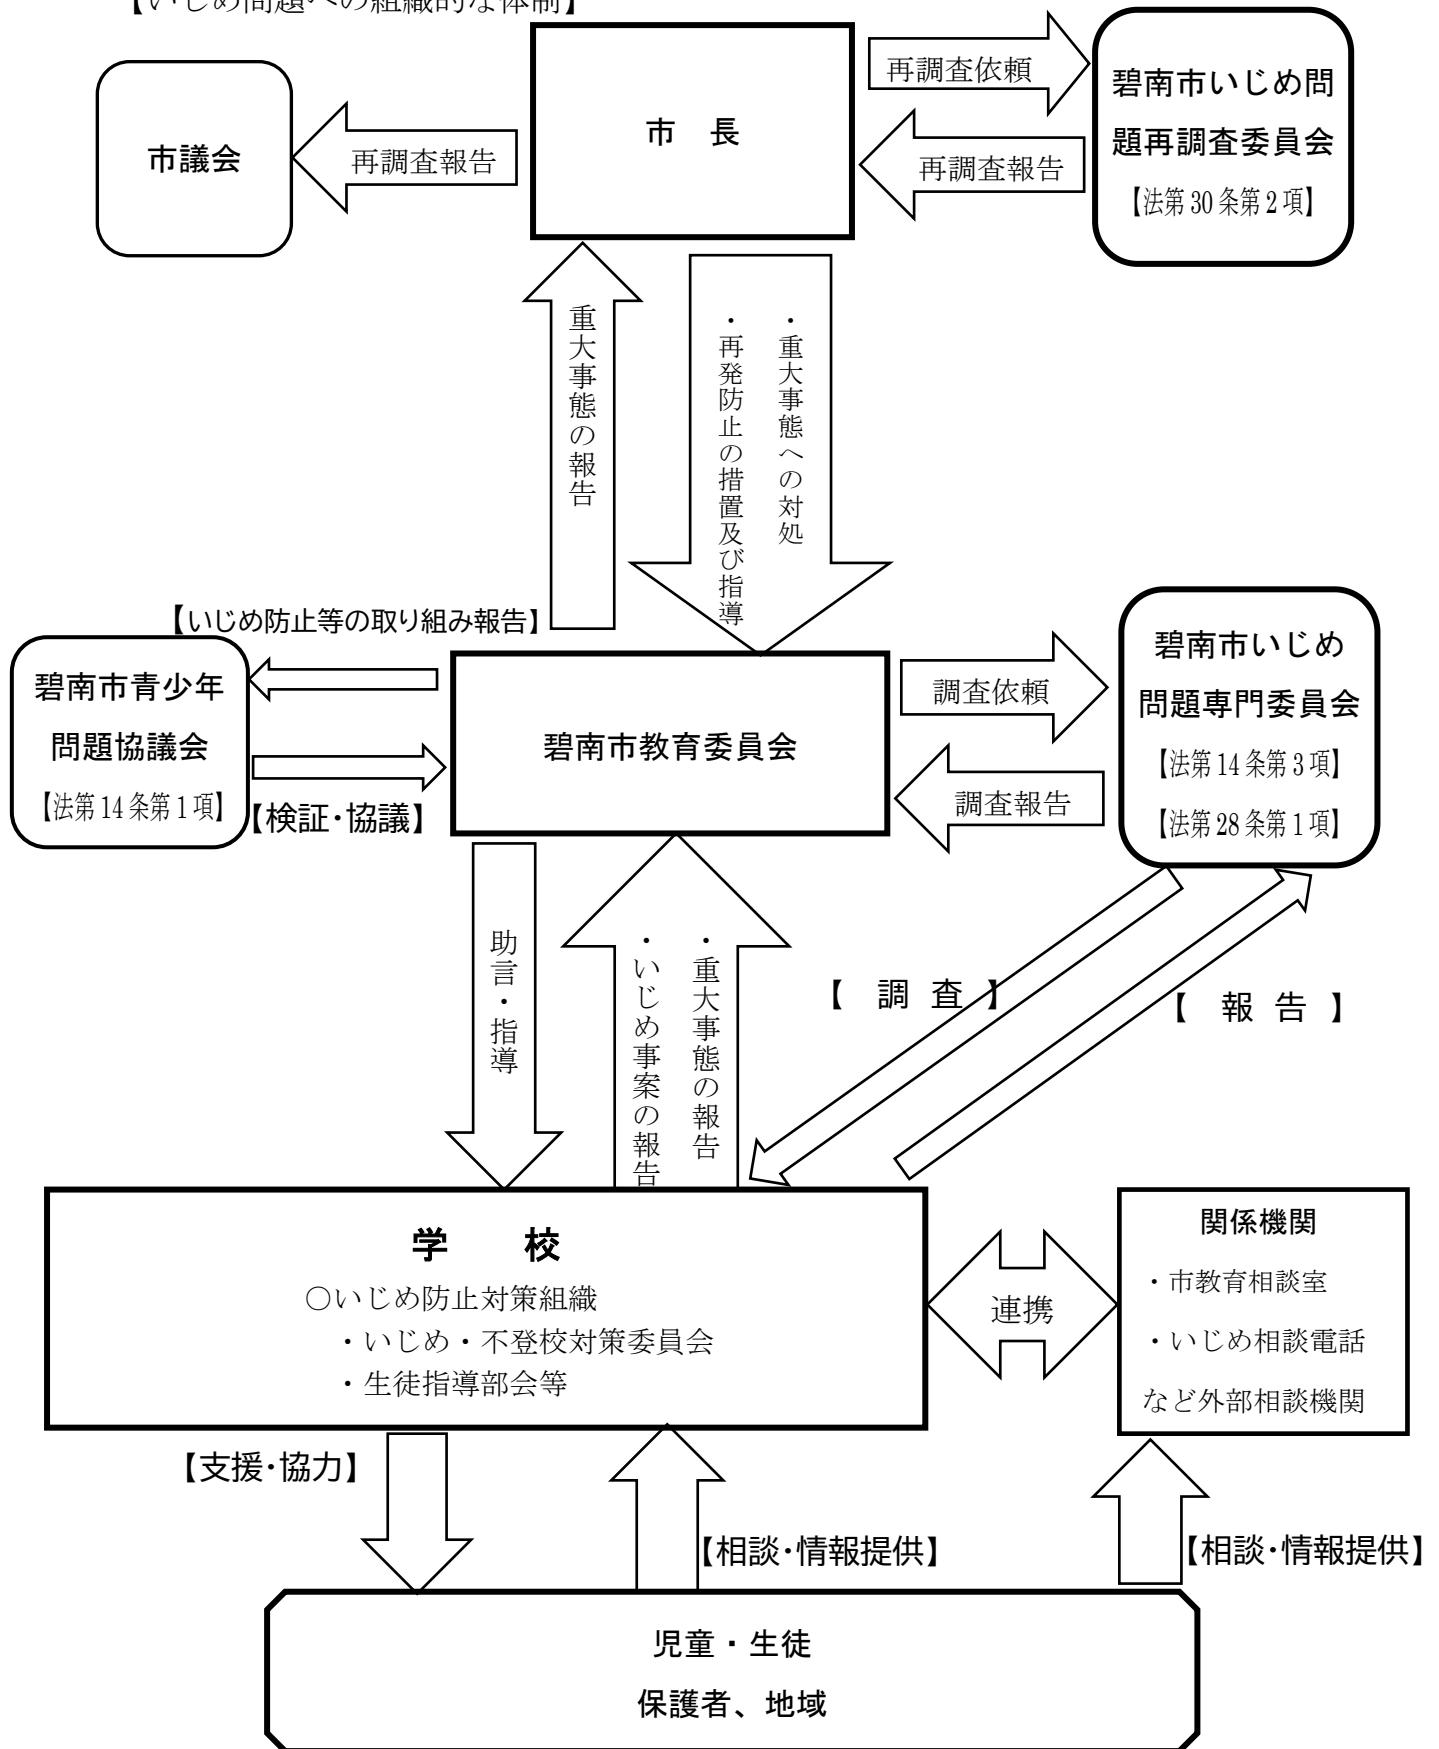 【いじめ問題への組織的な体制】
市議会
再調査報告
市　長
再調査依頼
再調査報告
碧南市いじめ問
題再調査委員会
【法第30条第2項】
重大事態の報告
・重大事態への対処
・再発防止の措置及び指導
【いじめ防止等の取り組み報告】
碧南市青少年
問題協議会
【法第14条第1項】
【検証・協議】
碧南市教育委員会
調査依頼
調査報告
碧南市いじめ
問題専門委員会
【法第14条第3項】
【法第28条第1項】
助言・指導
・重大事態の報告
・いじめ事案の報告
【　調　査　】
【　報　告　】
学　　校
○いじめ防止対策組織
・いじめ・不登校対策委員会
・生徒指導部会等
連携
関係機関
・市教育相談室
・いじめ相談電話
など外部相談機関
【支援・協力】
【相談・情報提供】
【相談・情報提供】
児童・生徒
保護者、地域